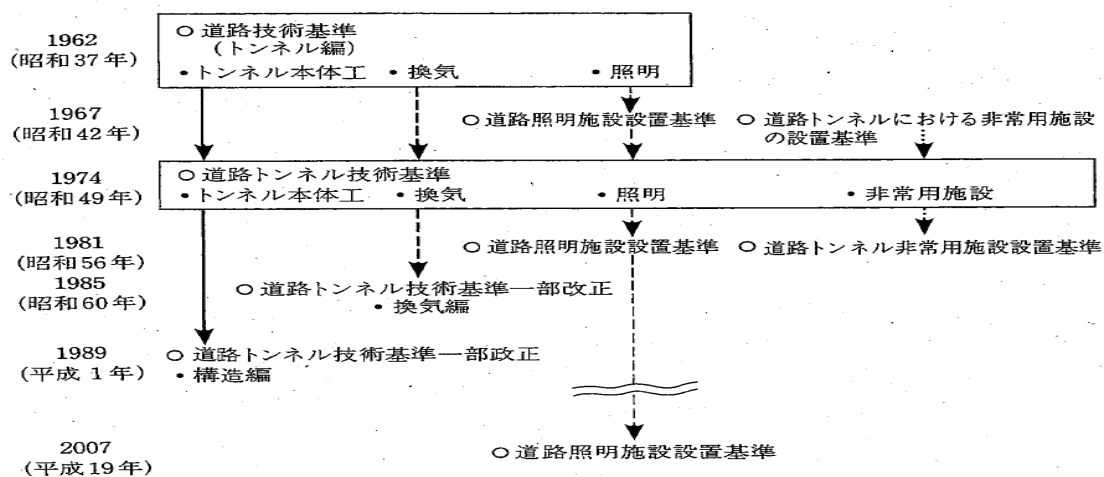 1962
(昭和37年)
○ 道路技術基準
(トンネル編)
・トンネル本体工 ・換気 ・照明
1967
(昭和42年)
○ 道路照明施設設置基準
○ 道路トンネルにおける非常用施設
の設置基準
1974
(昭和49年)
○ 道路トンネル技術基準
・トンネル本体工 ・換気 ・照明 ・非常用施設
1981
(昭和56年)
○ 道路照明施設設置基準
○ 道路トンネル非常用施設設置基準
1985
(昭和60年)
○ 道路トンネル技術基準一部改正
・換気編
1989
(平成 1年)
○ 道路トンネル技術基準一部改正
・構造編
2007
(平成19年)
○ 道路照明施設設置基準